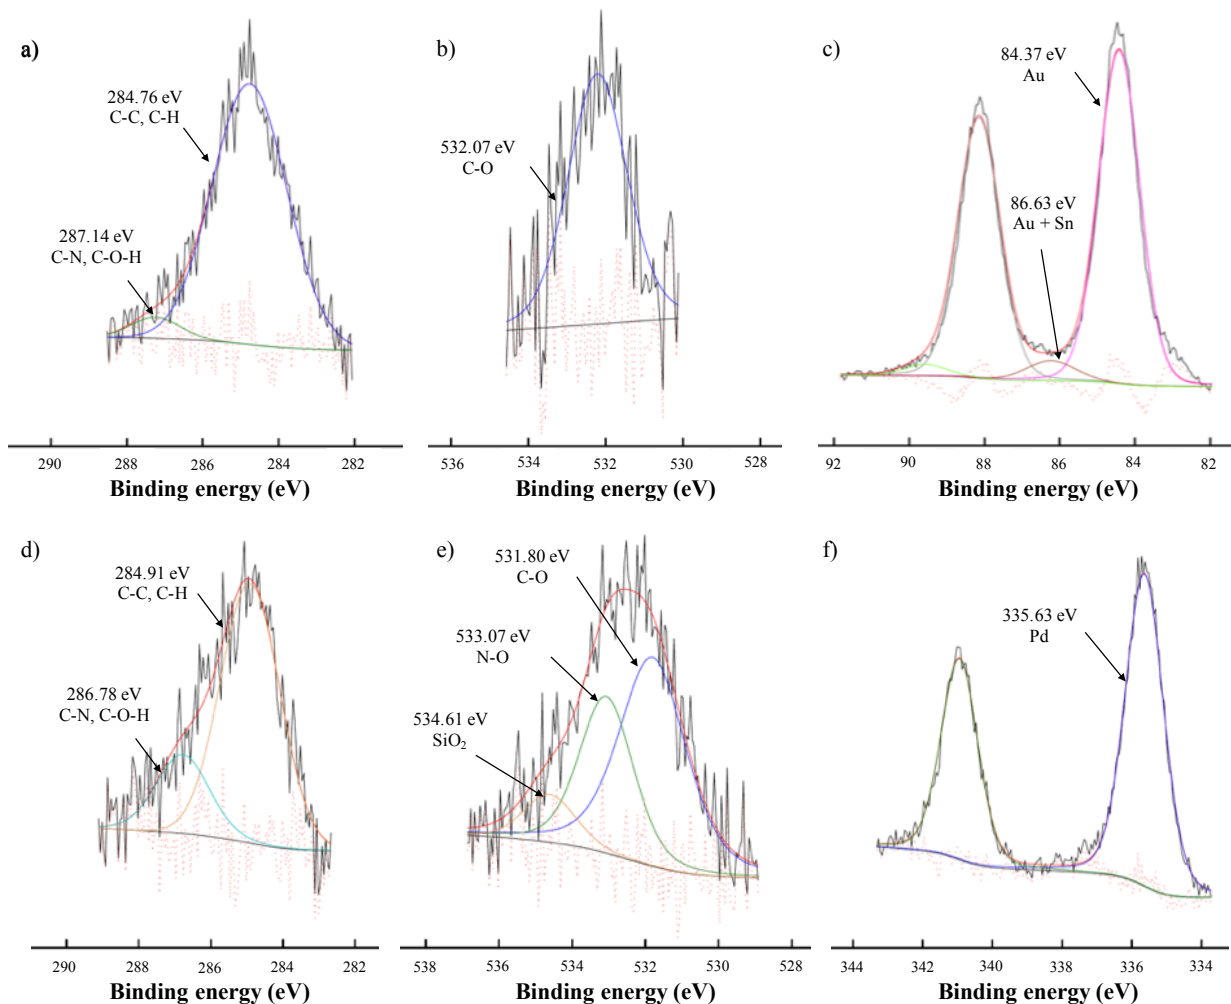 a)
284.76 eV
C-C, C-H
287.14 eV
C-N, C-O-H
290 288 286 284 282
Binding energy (eV)
b)
532.07 eV
C-O
536 534 532 531 530 528
Binding energy (eV)
c)
84.37 eV
Au
86.63 eV
Au + Sn
92 90 88 86 84 82
Binding energy (eV)
d)
284.91 eV
C-C, C-H
286.78 eV
C-N, C-O-H
290 288 286 284 282
Binding energy (eV)
e)
531.80 eV
C-O
533.07 eV
N-O
534.61 eV
SiO₂
538 536 534 532 530 528
Binding energy (eV)
f)
335.63 eV
Pd
344 342 340 338 336 334
Binding energy (eV)